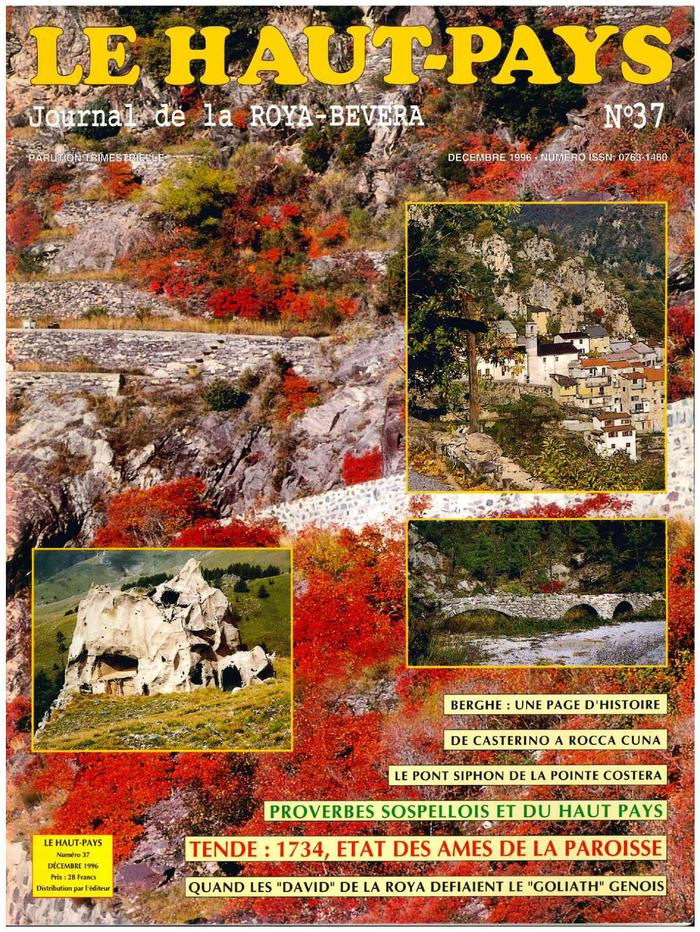 LE HAUT-PAYS
Journal de la ROYA-BEVERA N°37
PARUTION TRIMESTRIELLE DECEMBRE 1996 - NUMERO ISSN: 0763-1480
BERGHE : UNE PAGE D'HISTOIRE
DE CASTERINO A ROCCA CUNA
LE PONT SIPHON DE LA POINTE COSTERA
PROVERBES SOSPELLOIS ET DU HAUT PAYS
TENDE : 1734, ETAT DES AMES DE LA PAROISSE
QUAND LES "DAVID" DE LA ROYA DEFIAIENT LE "GOLIATH" GENOIS
LE HAUT-PAYS
Numéro 37
DÉCEMBRE 1996
Prix : 28 Francs
Distribution par l'éditeur